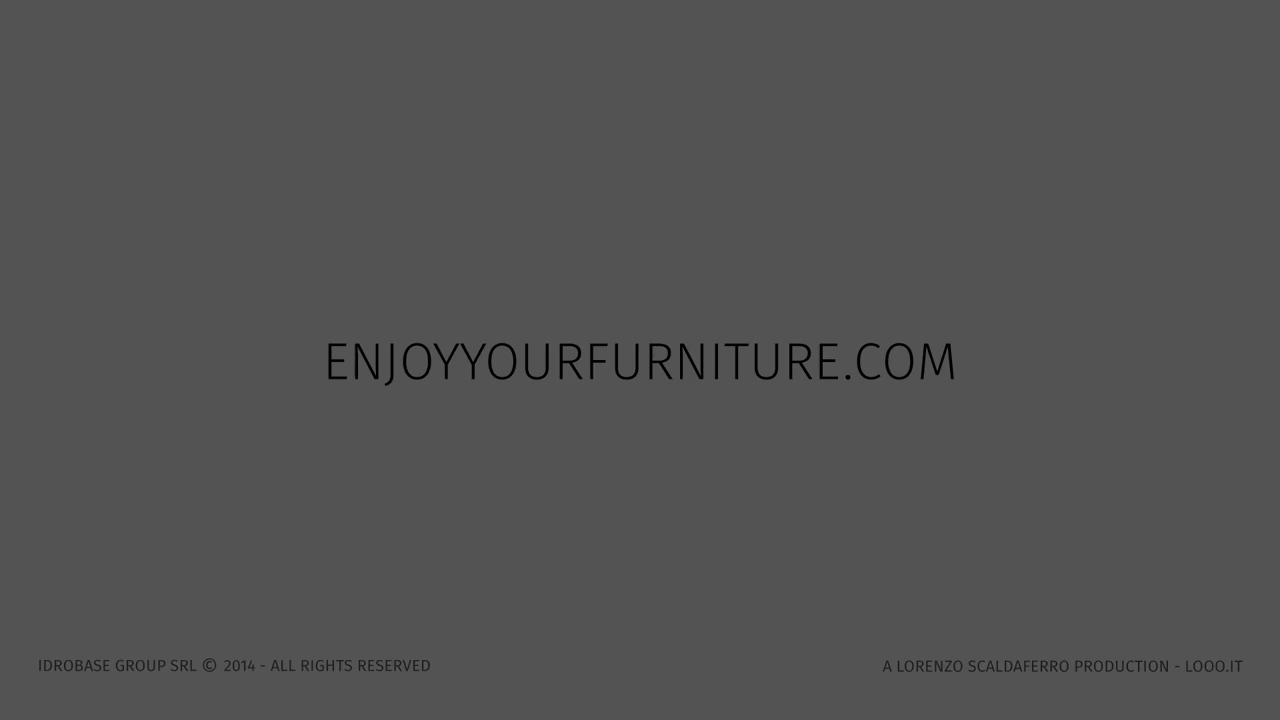 ENJOYYOURFURNITURE.COM
IDROBASE GROUP SRL © 2014 - ALL RIGHTS RESERVED
A LORENZO SCALDAFERRO PRODUCTION - LOOO.IT